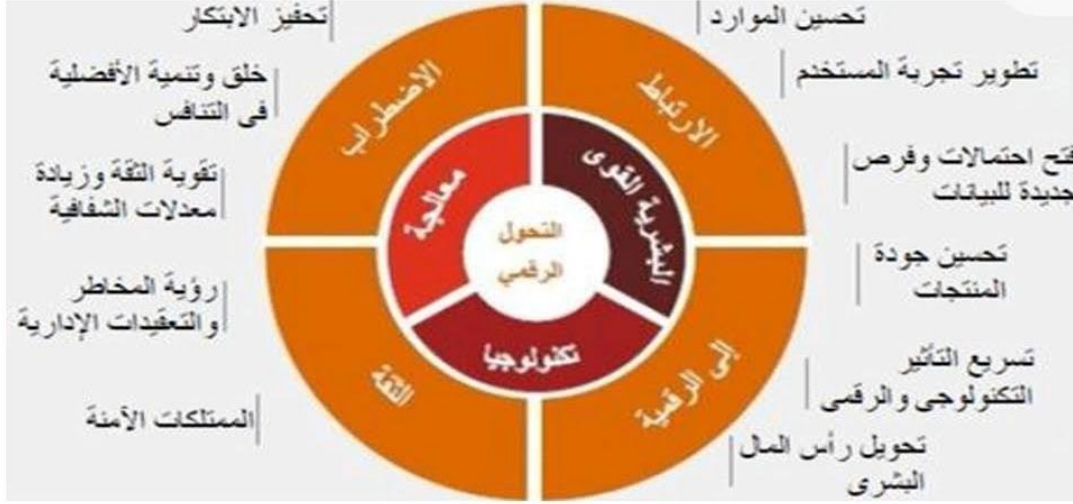 تحسين الموارد
تطوير تجربة المستخدم
فتح احتمالات وفرص
جديدة للبيانات
تحسين جودة
المنتجات
تسريع التأثير
التكنولوجى والرقمى
تحويل رأس المال
البشرى
تحفيز الابتكار
خلق وتنمية الأفضلية
فى التنافس
تقوية الثقة وزيادة
معدلات الشفافية
رؤية المخاطر
والتعقيدات الإدارية
الممتلكات الآمنة
الارتباط
إلى الرقمية
الثقة
الاضطراب
البشرية القوى
تكنولوجيا
معالجة
التحول
الرقمي